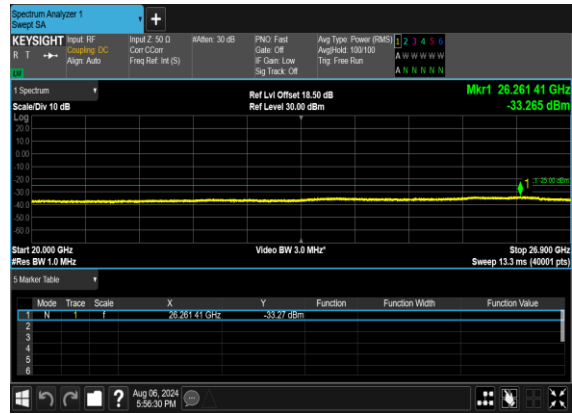 Spectrum Analyzer 1
Swept SA
+
KEYSIGHT Input: RF Input Z: 50 Ω #Atten: 30 dB PNO: Fast Avg Type: Power (RMS) 1 2 3 4 5 6
R T Coupling: DC Corr CCorr Gate: Off Avg|Hold: 100/100 A W W W W W
Align: Auto Freq Ref: Int (S) IF Gain: Low Trig: Free Run A N N N N N
Sig Track: Off
1 Spectrum Ref Lvl Offset 18.50 dB Mkr1 26.261 41 GHz
Scale/Div 10 dB Ref Level 30.00 dBm -33.265 dBm
Log
20.0
10.0
0.00
-10.0
-20.0
-30.0
-40.0
-50.0
-60.0
1
-25.00 dBm
Start 20.000 GHz Video BW 3.0 MHz* Stop 26.900 GHz
#Res BW 1.0 MHz Sweep 13.3 ms (40001 pts)
5 Marker Table
Mode Trace Scale X Y Function Function Width Function Value
1 N 1 f 26.261 41 GHz -33.27 dBm
2
3
4
5
6
? Aug 06, 2024
5:56:30 PM